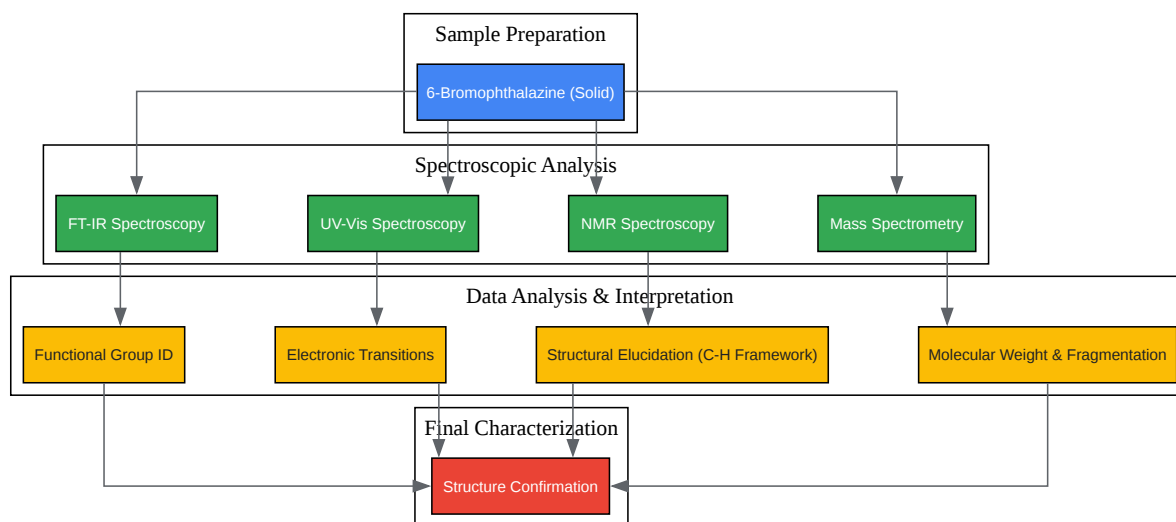 Sample Preparation
6-Bromophthalazine (Solid)
Spectroscopic Analysis
FT-IR Spectroscopy
UV-Vis Spectroscopy
NMR Spectroscopy
Mass Spectrometry
Data Analysis & Interpretation
Functional Group ID
Electronic Transitions
Structural Elucidation (C-H Framework)
Molecular Weight & Fragmentation
Final Characterization
Structure Confirmation